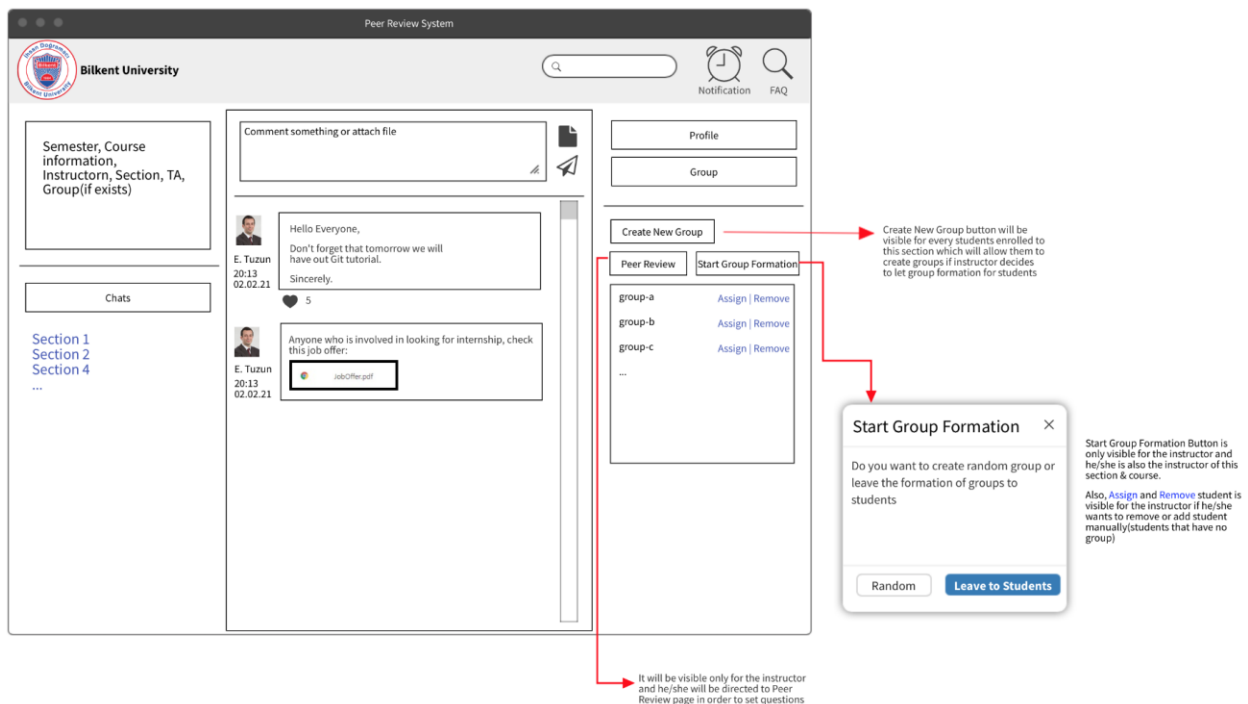 Peer Review System
Ihsan Doğramacı
Bilkent University
Bilkent University
Notification
FAQ
Semester, Course
information,
Instructorn, Section, TA,
Group(if exists)
Chats
Section 1
Section 2
Section 4
...
Comment something or attach file
E. Tuzun
20:13
02.02.21
Hello Everyone,
Don't forget that tomorrow we will
have out Git tutorial.
Sincerely.
5
E. Tuzun
20:13
02.02.21
Anyone who is involved in looking for internship, check
this job offer:
JobOffer.pdf
Profile
Group
Create New Group
Peer Review
Start Group Formation
group-a Assign | Remove
group-b Assign | Remove
group-c Assign | Remove
...
Create New Group button will be
visible for every students enrolled to
this section which will allow them to
create groups if instructor decides
to let group formation for students
Start Group Formation
Do you want to create random group or
leave the formation of groups to
students
Random
Leave to Students
Start Group Formation Button is
only visible for the instructor and
he/she is also the instructor of this
section & course.
Also, Assign and Remove student is
visible for the instructor if he/she
wants to remove or add student
manually(students that have no
group)
It will be visible only for the instructor
and he/she will be directed to Peer
Review page in order to set questions